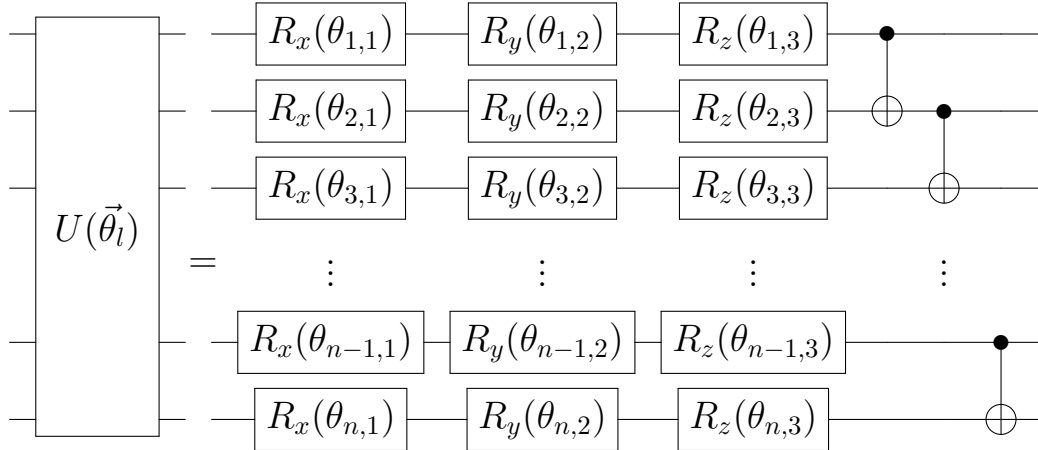 R_x(θ_{1,1}) R_y(θ_{1,2}) R_z(θ_{1,3})
R_x(θ_{2,1}) R_y(θ_{2,2}) R_z(θ_{2,3})
R_x(θ_{3,1}) R_y(θ_{3,2}) R_z(θ_{3,3})
U(\vec{θ}_l)
= ⋮ ⋮ ⋮ ⋮
R_x(θ_{n−1,1}) R_y(θ_{n−1,2}) R_z(θ_{n−1,3})
R_x(θ_{n,1}) R_y(θ_{n,2}) R_z(θ_{n,3})